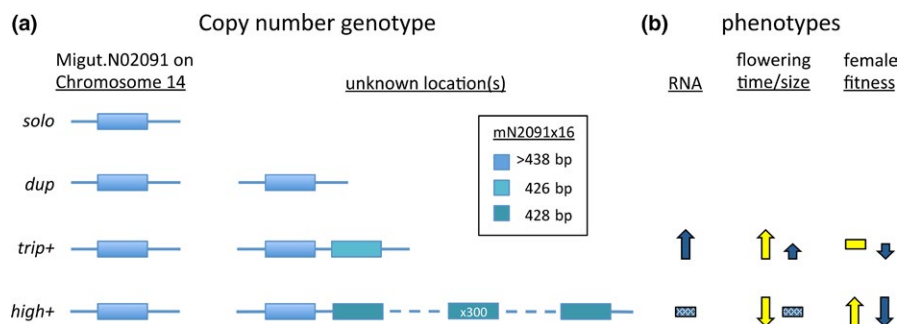 (a) Copy number genotype (b) phenotypes
Migut.N02091 on
Chromosome 14
unknown location(s)
RNA
flowering
time/size
female
fitness
solo
mN2091x16
>438 bp
426 bp
428 bp
dup
trip+
high+
x300